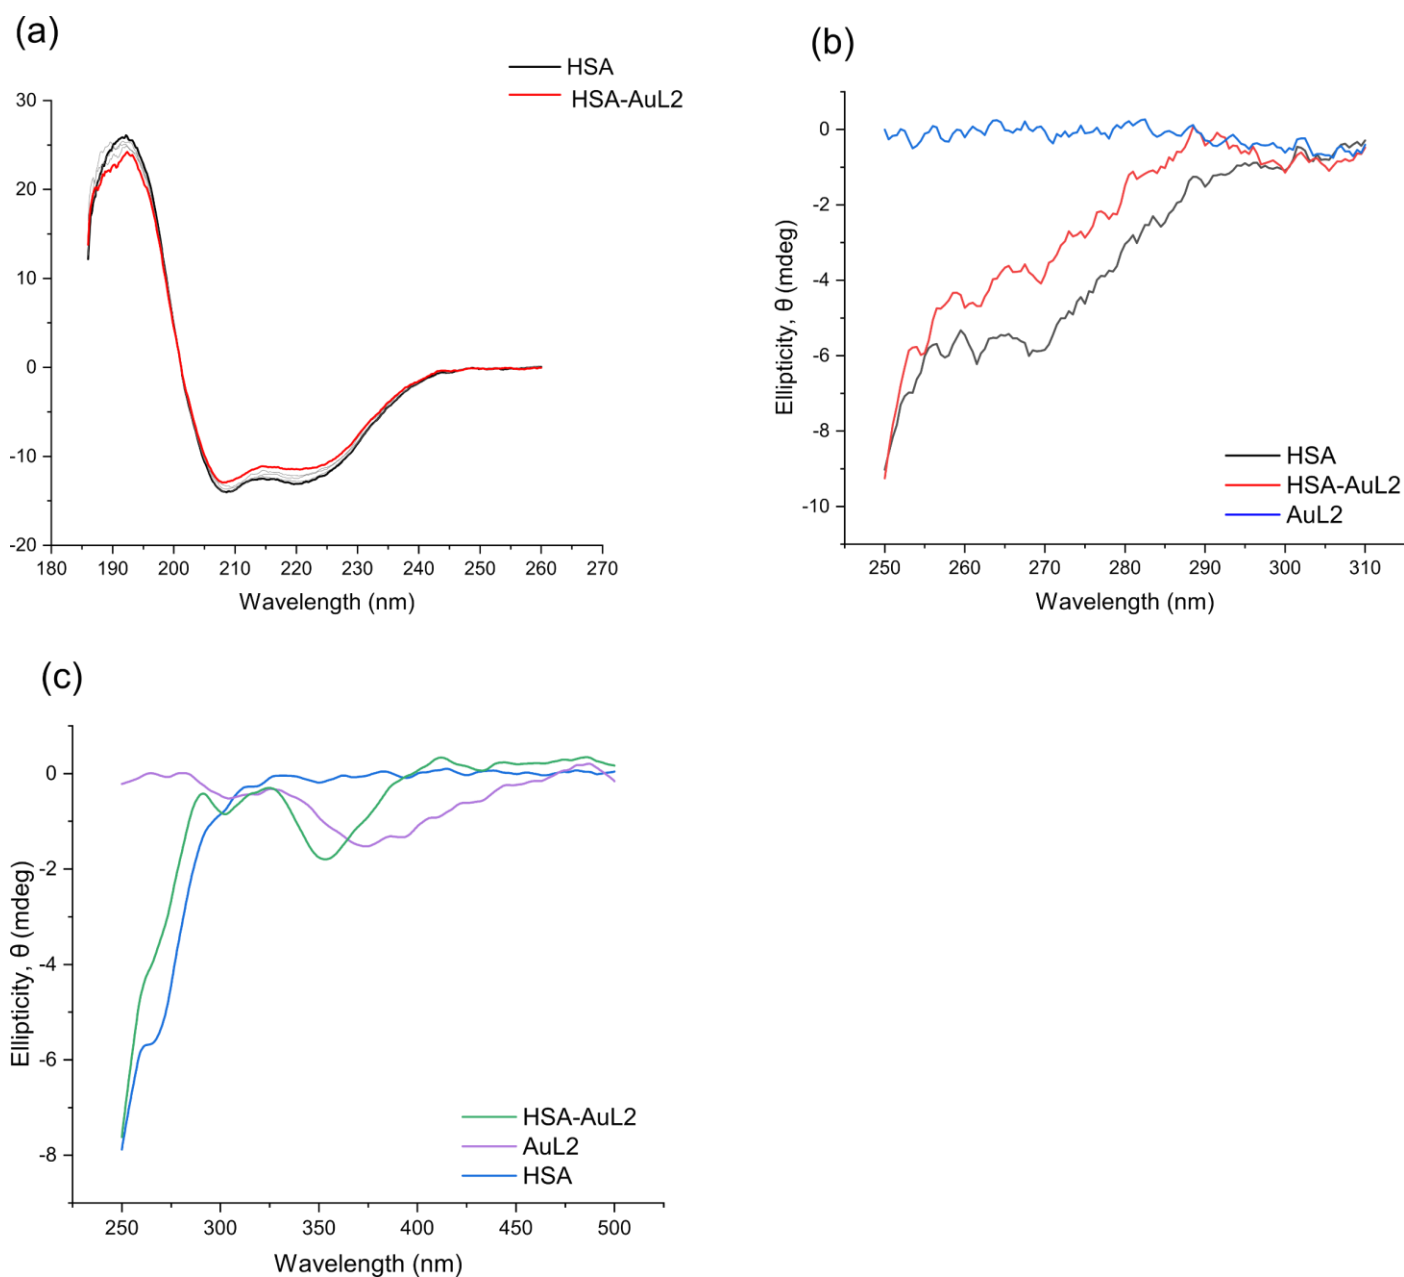 (a)
HSA
HSA-AuL2
30
20
10
0
-10
-20
180 190 200 210 220 230 240 250 260 270
Wavelength (nm)
(b)
0
-2
-4
-6
-8
-10
Ellipticity, θ (mdeg)
HSA
HSA-AuL2
AuL2
250 260 270 280 290 300 310
Wavelength (nm)
(c)
0
-2
-4
-6
-8
Ellipticity, θ (mdeg)
HSA-AuL2
AuL2
HSA
250 300 350 400 450 500
Wavelength (nm)